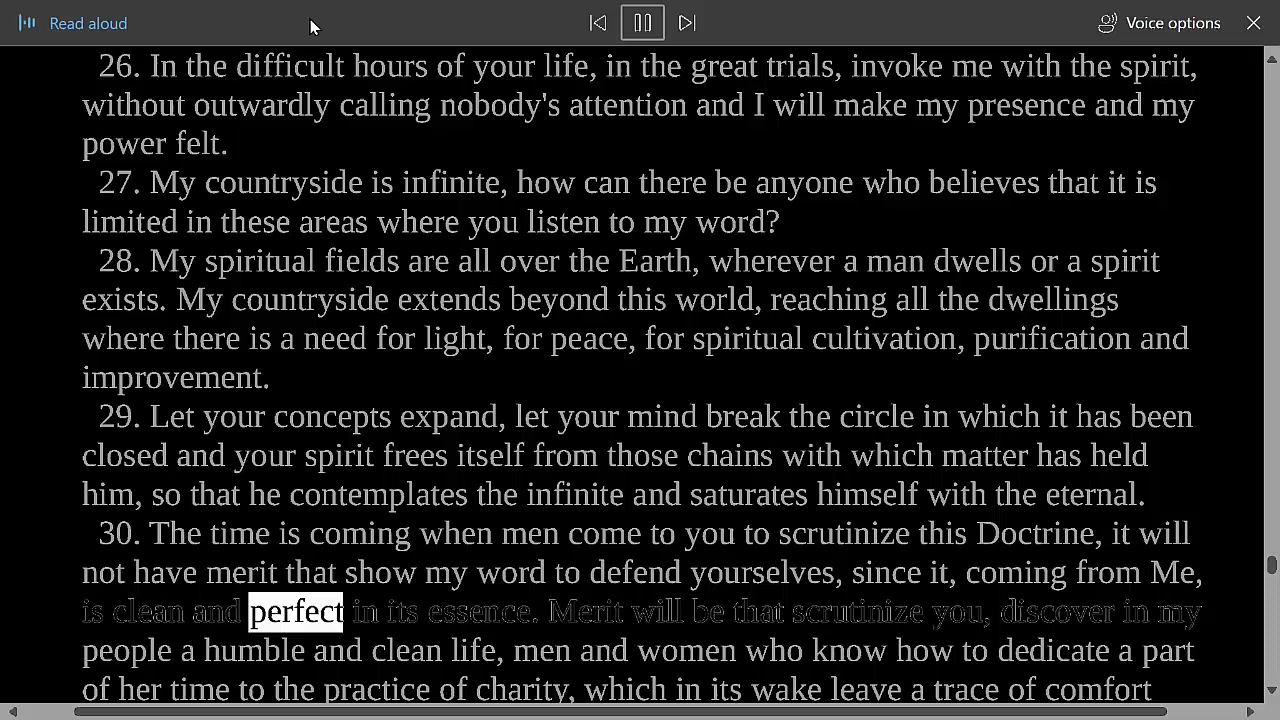 Read aloud
Voice options
26. In the difficult hours of your life, in the great trials, invoke me with the spirit,
without outwardly calling nobody's attention and I will make my presence and my
power felt.
27. My countryside is infinite, how can there be anyone who believes that it is
limited in these areas where you listen to my word?
28. My spiritual fields are all over the Earth, wherever a man dwells or a spirit
exists. My countryside extends beyond this world, reaching all the dwellings
where there is a need for light, for peace, for spiritual cultivation, purification and
improvement.
29. Let your concepts expand, let your mind break the circle in which it has been
closed and your spirit frees itself from those chains with which matter has held
him, so that he contemplates the infinite and saturates himself with the eternal.
30. The time is coming when men come to you to scrutinize this Doctrine, it will
not have merit that show my word to defend yourselves, since it, coming from Me,
is clean and perfect in its essence. Merit will be that scrutinize you, discover in my
people a humble and clean life, men and women who know how to dedicate a part
of her time to the practice of charity, which in its wake leave a trace of comfort